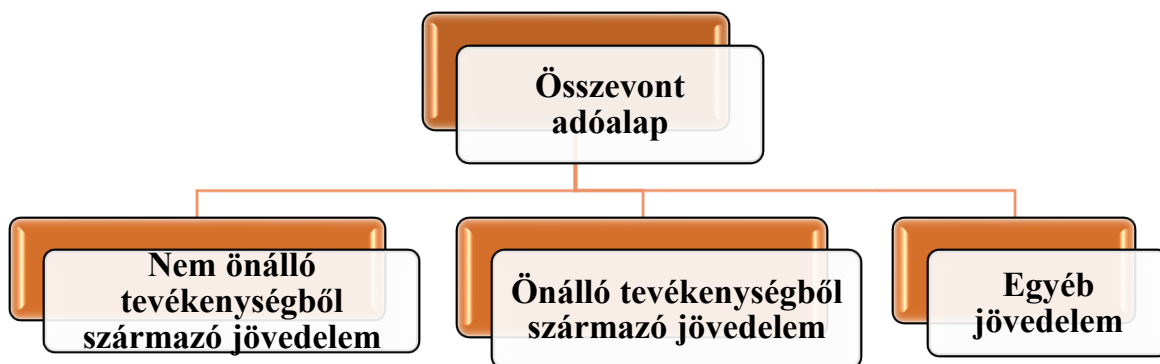 Összevont
adóalap
Nem önálló
tevékenységből
származó jövedelem
Önálló tevékenységből
származó jövedelem
Egyéb
jövedelem